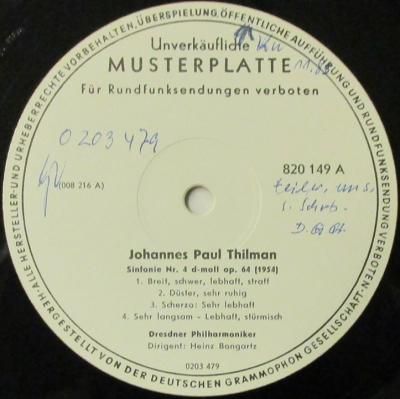 ALLE HERSTELLER-UND URHEBERRECHTE VORBEHALTEN, ÜBERSPIELUNG, ÖFFENTLICHE AUFFÜHRUNG UND RUNDFUNKSENDUNG VERBOTEN.
Unverkäufliche
MUSTERPLATTE
Für Rundfunksendungen verboten
0203 479
820 149 A
(008 216 A)
Johannes Paul Thilman
Sinfonie Nr. 4 d-moll op. 64 (1954)
1. Breit, schwer, lebhaft, straff
2. Düster, sehr ruhig
3. Scherzo: Sehr lebhaft
4. Sehr langsam - Lebhaft, stürmisch
Dresdner Philharmoniker
Dirigent: Heinz Bongartz
0203 479
HERGESTELLT VON DER DEUTSCHEN GRAMMOPHON GESELLSCHAFT